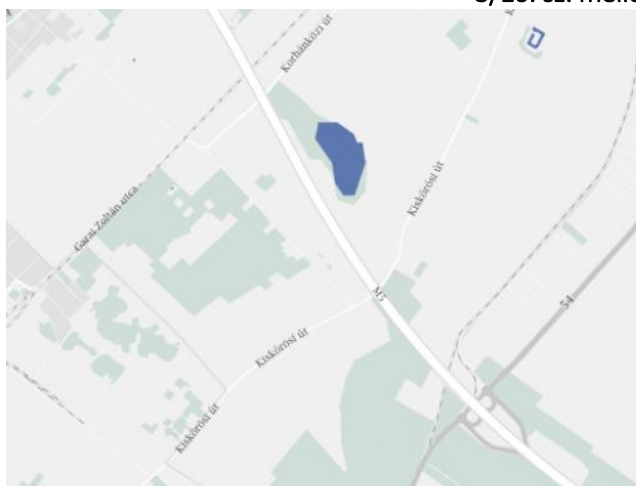 Korhánközi út
Kiskőrösi út
Garai Zoltán utca
M5
54
Kiskőrösi út
Kiskőrösi út